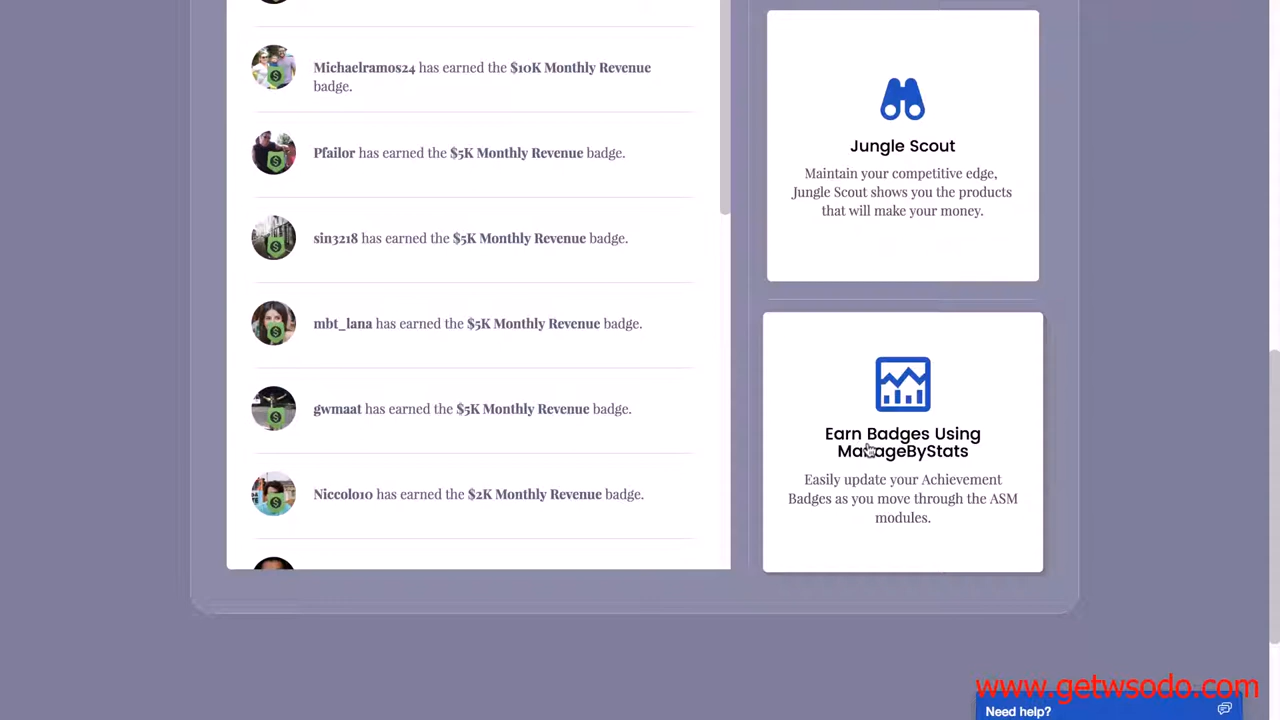 Michaelramos24 has earned the $10K Monthly Revenue
badge.
Pfailor has earned the $5K Monthly Revenue badge.
sin3218 has earned the $5K Monthly Revenue badge.
mbt_lana has earned the $5K Monthly Revenue badge.
gwmaat has earned the $5K Monthly Revenue badge.
Niccolo10 has earned the $2K Monthly Revenue badge.
Jungle Scout
Maintain your competitive edge,
Jungle Scout shows you the products
that will make your money.
Earn Badges Using
ManageByStats
Easily update your Achievement
Badges as you move through the ASM
modules.
www.getwsodo.com
Need help?